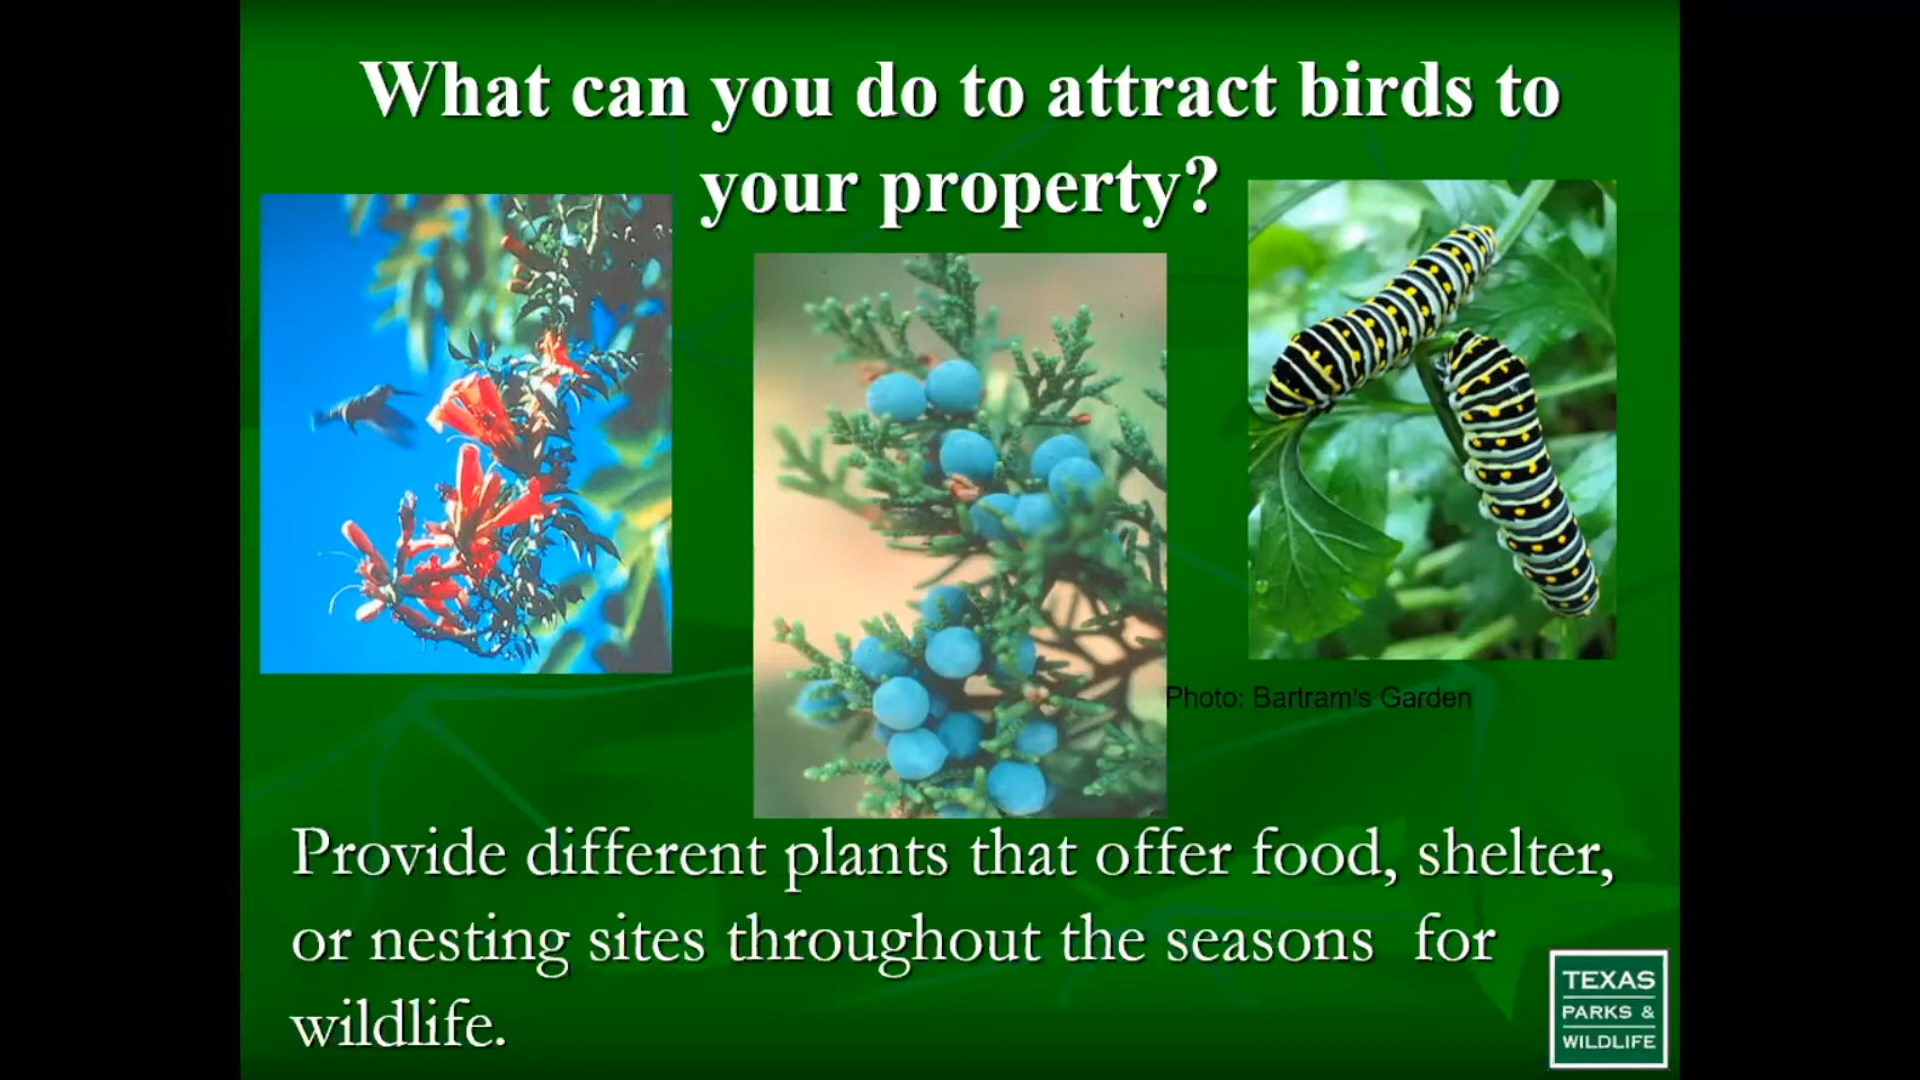 What can you do to attract birds to
your property?
Photo: Bartram's Garden
Provide different plants that offer food, shelter,
or nesting sites throughout the seasons for
wildlife.
TEXAS
PARKS &
WILDLIFE